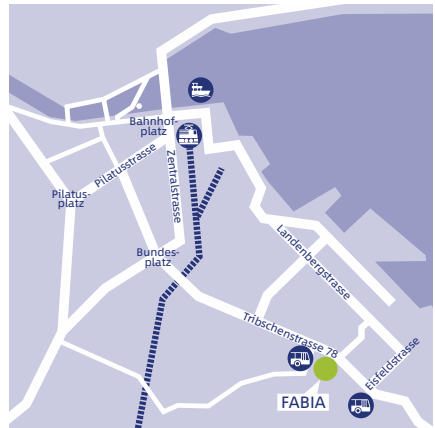 Bahnhof-
platz
Pilatusstrasse
Zentralstrasse
Pilatus-
platz
Bundes-
platz
Landenbergstrasse
Tribschenstrasse 78
Eisfeldstrasse
FABIA